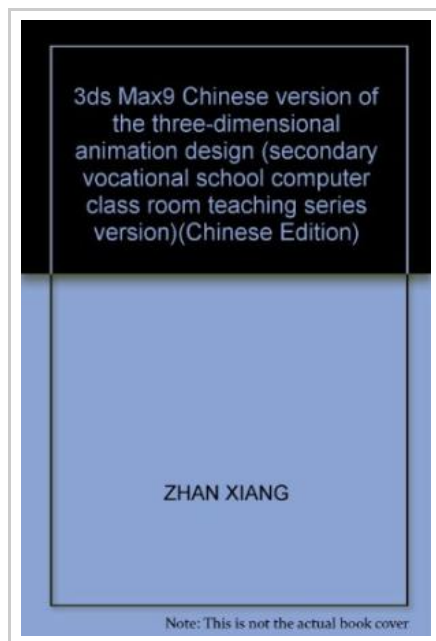 3ds Max9 Chinese version of
the three-dimensional
animation design (secondary
vocational school computer
class room teaching series
version)(Chinese Edition)
ZHAN XIANG
Note: This is not the actual book cover